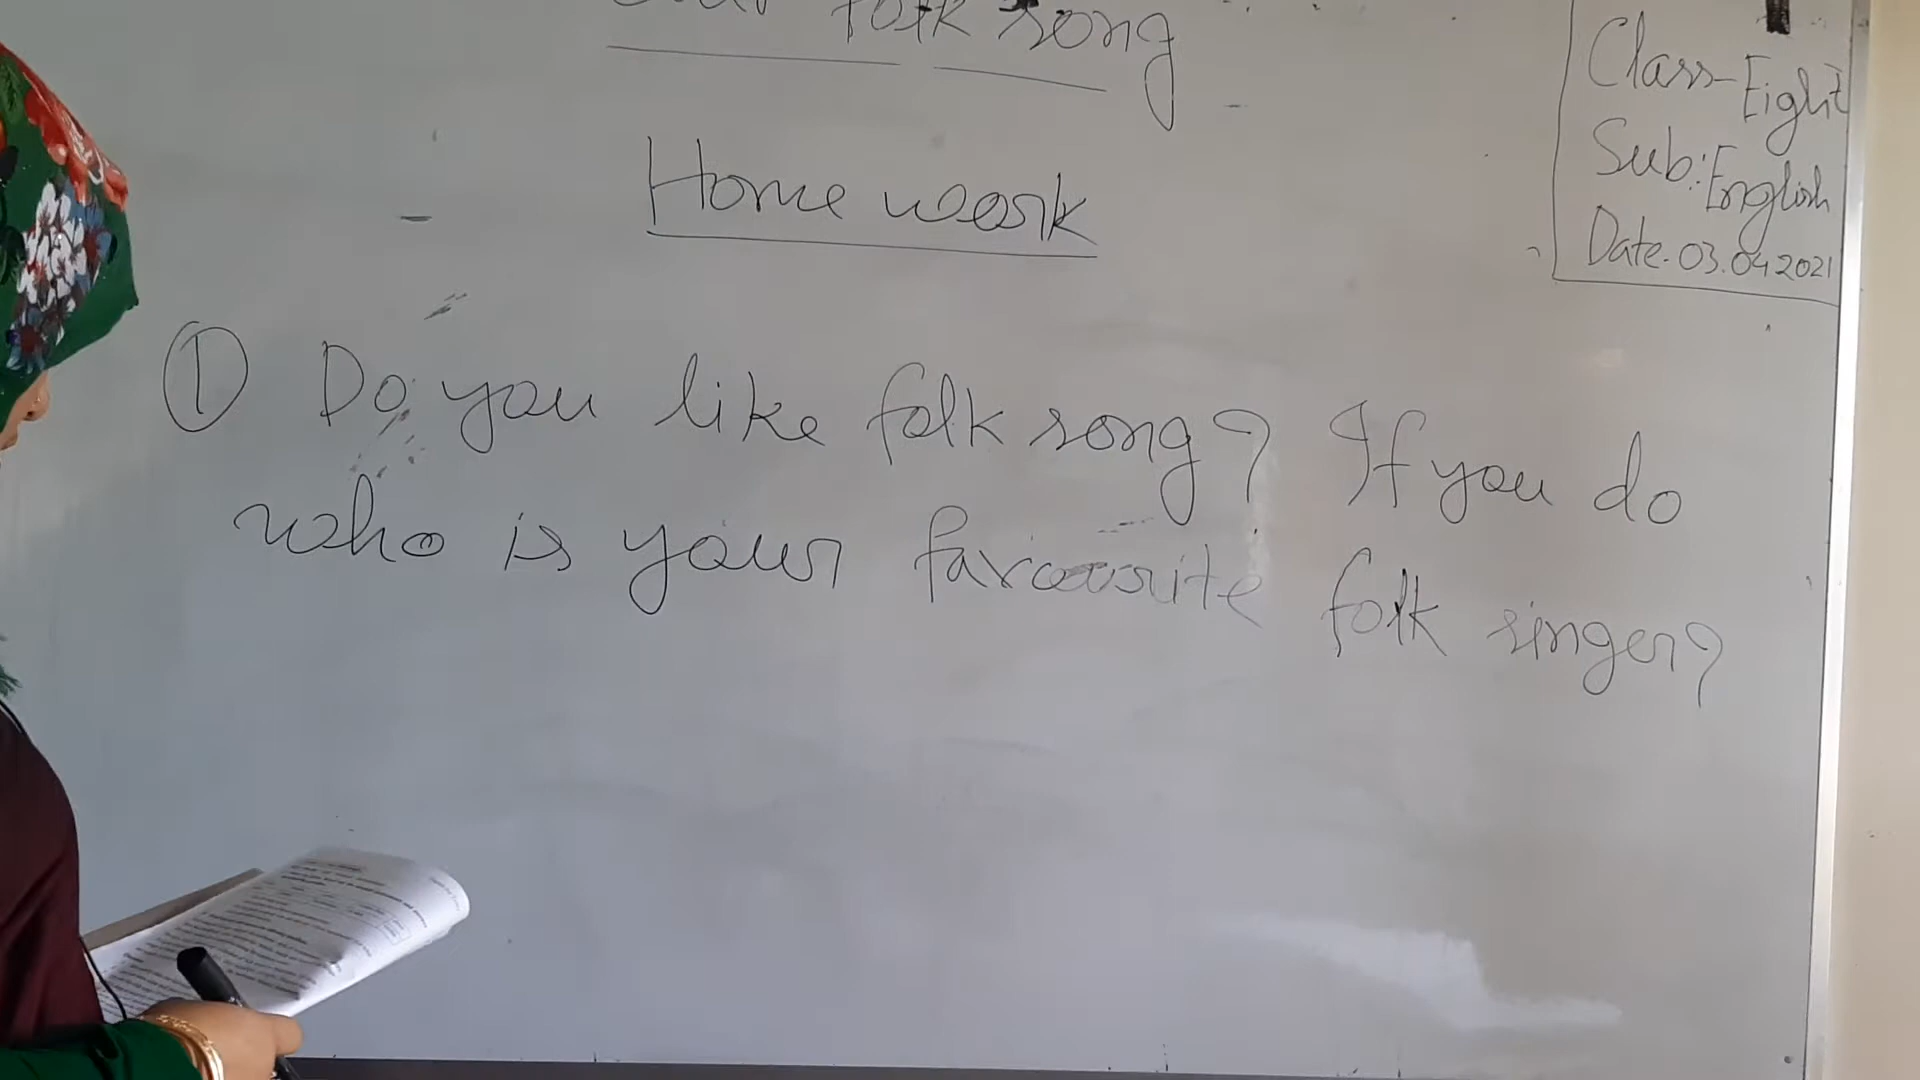 folk song
Class-Eight
Sub: English
Date. 03.04 2021
Home work
① Do you like folk song? If you do
who is your favourite folk singer?